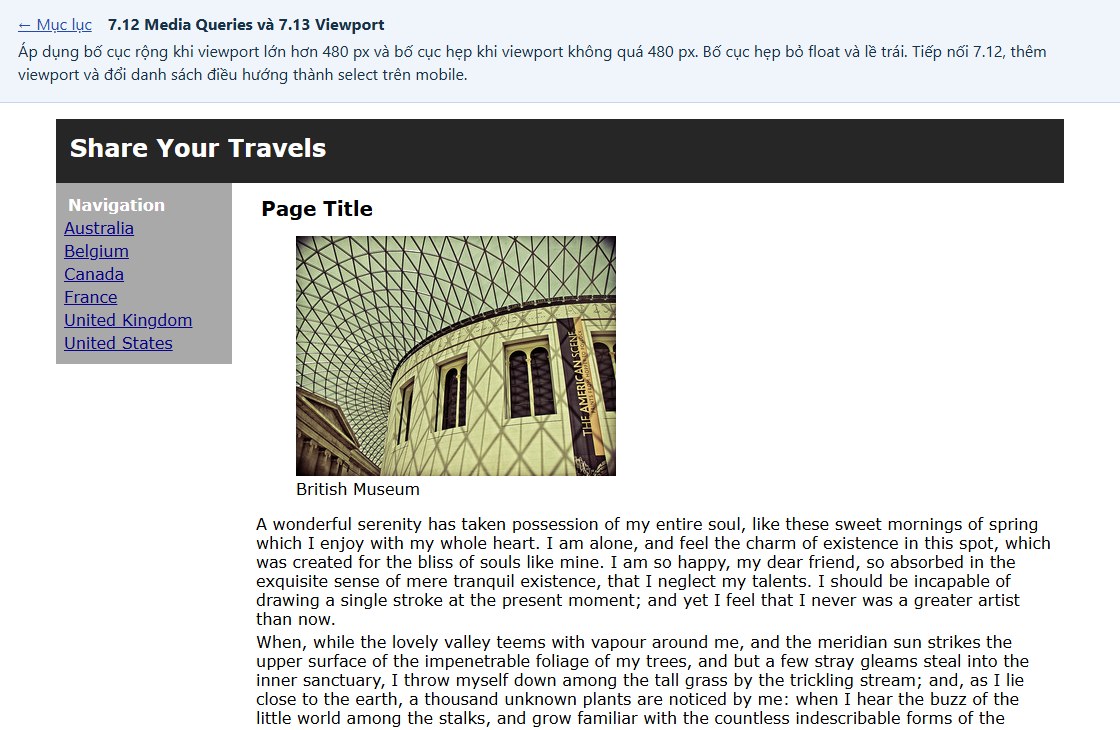 ← Mục lục 7.12 Media Queries và 7.13 Viewport
Áp dụng bố cục rộng khi viewport lớn hơn 480 px và bố cục hẹp khi viewport không quá 480 px. Bố cục hẹp bỏ float và lề trái. Tiếp nối 7.12, thêm
viewport và đổi danh sách điều hướng thành select trên mobile.
Share Your Travels
Navigation
Australia
Belgium
Canada
France
United Kingdom
United States
Page Title
THE AMERICAN SCENE
British Museum
A wonderful serenity has taken possession of my entire soul, like these sweet mornings of spring
which I enjoy with my whole heart. I am alone, and feel the charm of existence in this spot, which
was created for the bliss of souls like mine. I am so happy, my dear friend, so absorbed in the
exquisite sense of mere tranquil existence, that I neglect my talents. I should be incapable of
drawing a single stroke at the present moment; and yet I feel that I never was a greater artist
than now.
When, while the lovely valley teems with vapour around me, and the meridian sun strikes the
upper surface of the impenetrable foliage of my trees, and but a few stray gleams steal into the
inner sanctuary, I throw myself down among the tall grass by the trickling stream; and, as I lie
close to the earth, a thousand unknown plants are noticed by me: when I hear the buzz of the
little world among the stalks, and grow familiar with the countless indescribable forms of the